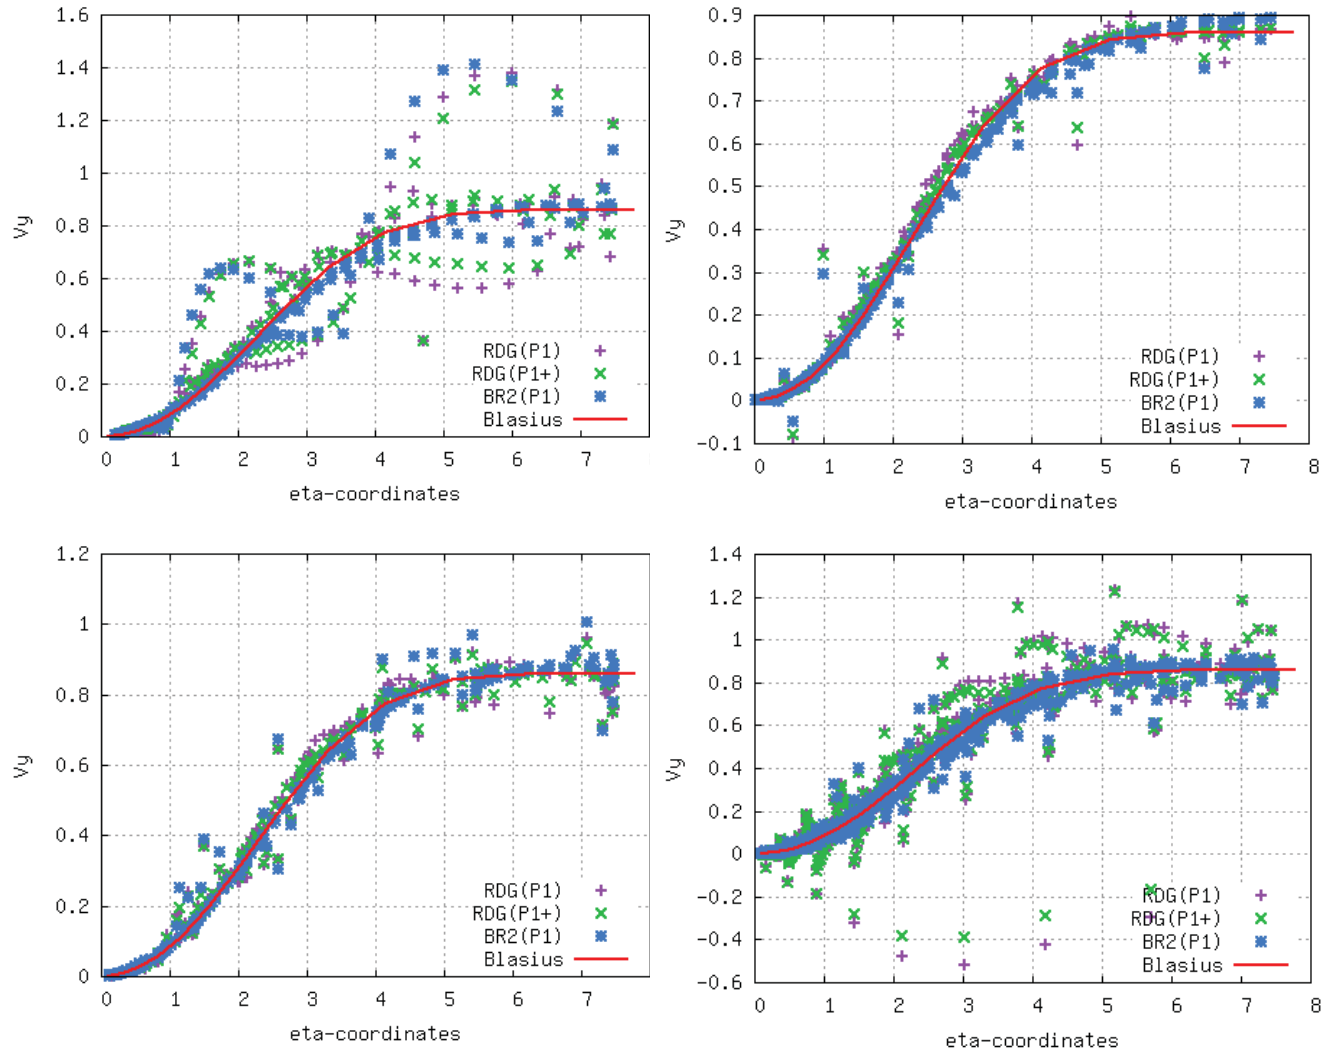 1.6
1.4
1.2
1
0.8
0.6
0.4
0.2
0
Vy
0 1 2 3 4 5 6 7
eta-coordinates
RDG(P1)
RDG(P1+)
BR2(P1)
Blasius
0.9
0.8
0.7
0.6
0.5
0.4
0.3
0.2
0.1
0
-0.1
Vy
0 1 2 3 4 5 6 7 8
eta-coordinates
RDG(P1)
RDG(P1+)
BR2(P1)
Blasius
1.2
1
0.8
0.6
0.4
0.2
0
Vy
0 1 2 3 4 5 6 7
eta-coordinates
RDG(P1)
RDG(P1+)
BR2(P1)
Blasius
1.4
1.2
1
0.8
0.6
0.4
0.2
0
-0.2
-0.4
-0.6
Vy
0 1 2 3 4 5 6 7 8
eta-coordinates
RDG(P1)
RDG(P1+)
BR2(P1)
Blasius